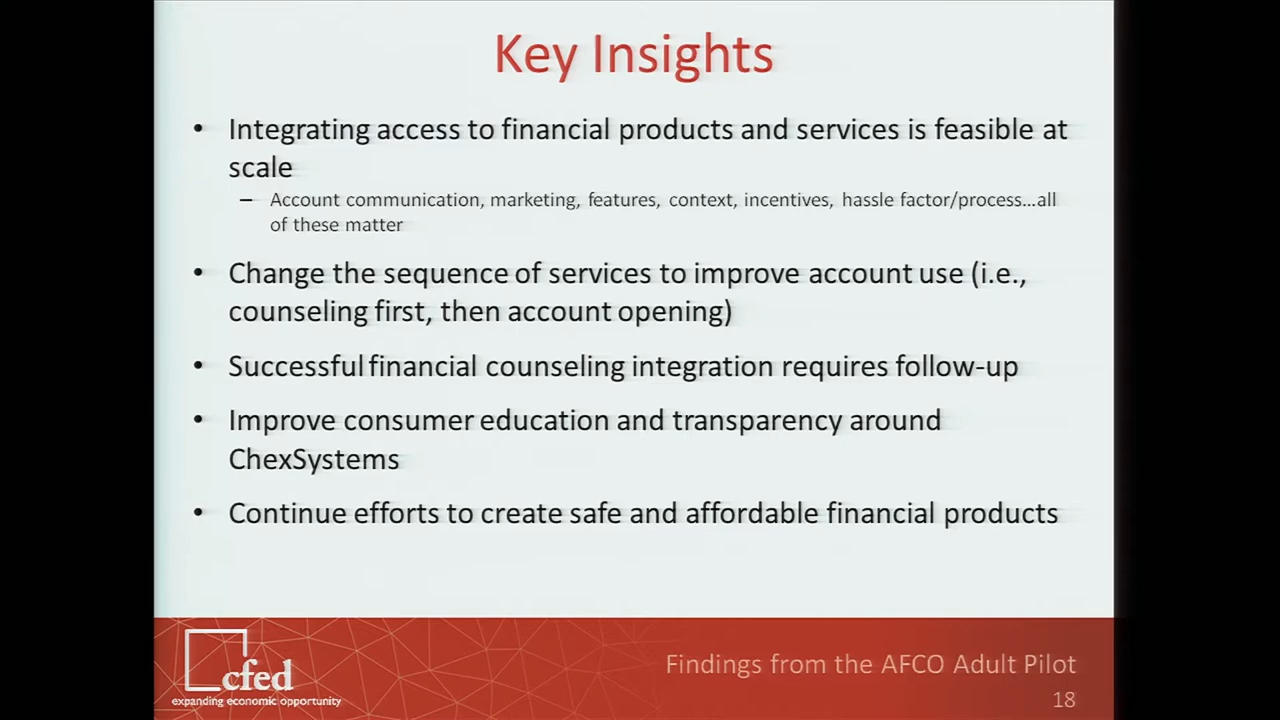 Key Insights
• Integrating access to financial products and services is feasible at
scale
– Account communication, marketing, features, context, incentives, hassle factor/process...all
of these matter
• Change the sequence of services to improve account use (i.e.,
counseling first, then account opening)
• Successful financial counseling integration requires follow-up
• Improve consumer education and transparency around
ChexSystems
• Continue efforts to create safe and affordable financial products
cfed
expanding economic opportunity
Findings from the AFCO Adult Pilot
18